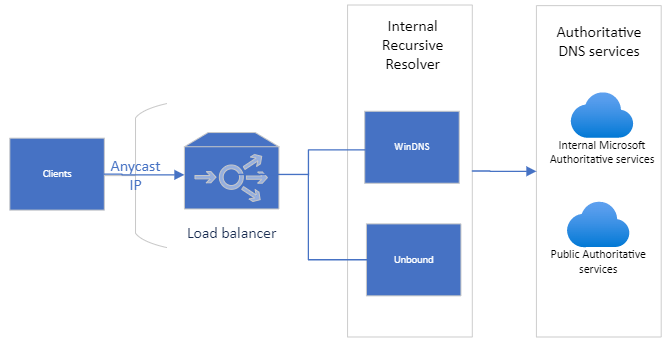 Clients
Anycast
IP
Load balancer
Internal
Recursive
Resolver
WinDNS
Unbound
Authoritative
DNS services
Internal Microsoft
Authoritative services
Public Authoritative
services